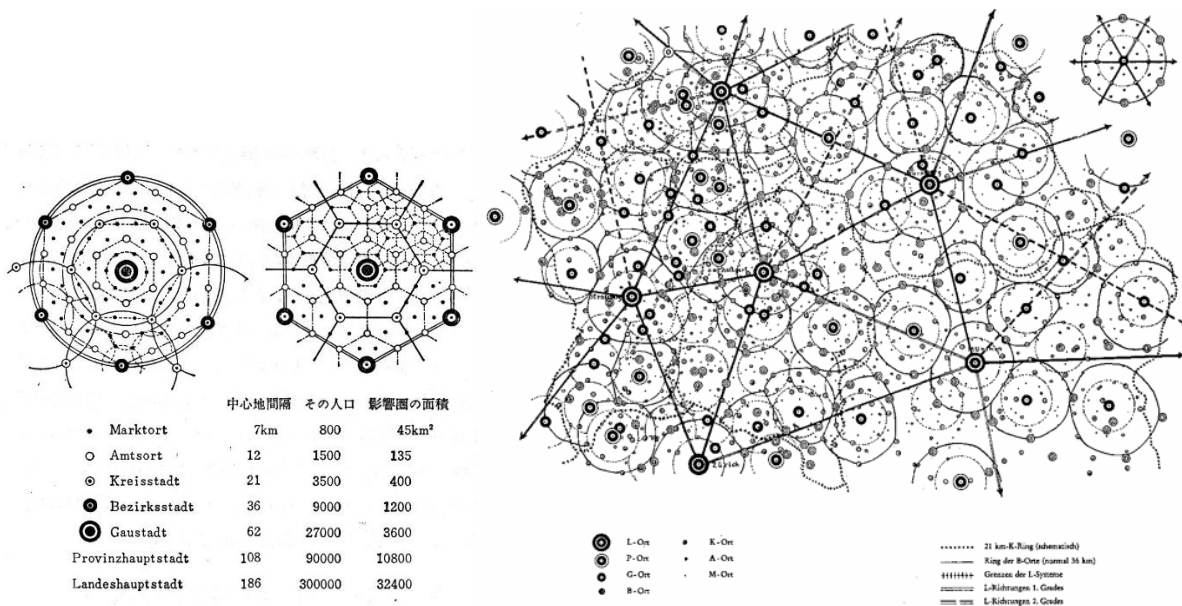 中心地間隔 その人口 影響圏の面積
Marktort 7km 800 45km²
Amtsort 12 1500 135
Kreisstadt 21 3500 400
Bezirksstadt 36 9000 1200
Gaustadt 62 27000 3600
Provinzhauptstadt 108 90000 10800
Landeshauptstadt 186 300000 32400
Zürich
L-Ort
P-Ort
G-Ort
B-Ort
K-Ort
A-Ort
M-Ort
21 km-K-Ring (schematisch)
Ring der B-Orte (normal 36 km)
Grenzen der L-Systeme
L-Richtungen 1. Grades
L-Richtungen 2. Grades